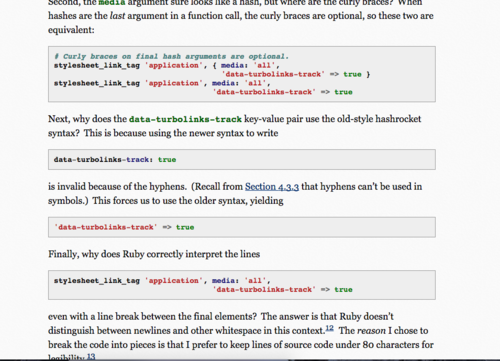 Second, the media argument sure looks like a hash, but where are the curly braces?  When
hashes are the last argument in a function call, the curly braces are optional, so these two are
equivalent:
# Curly braces on final hash arguments are optional.
stylesheet_link_tag 'application', { media: 'all',
'data-turbolinks-track' => true }
stylesheet_link_tag 'application', media: 'all',
'data-turbolinks-track' => true
Next, why does the data-turbolinks-track key-value pair use the old-style hashrocket
syntax?  This is because using the newer syntax to write
data-turbolinks-track: true
is invalid because of the hyphens.  (Recall from Section 4.3.3 that hyphens can't be used in
symbols.)  This forces us to use the older syntax, yielding
'data-turbolinks-track' => true
Finally, why does Ruby correctly interpret the lines
stylesheet_link_tag 'application', media: 'all',
'data-turbolinks-track' => true
even with a line break between the final elements?  The answer is that Ruby doesn't
distinguish between newlines and other whitespace in this context.12  The reason I chose to
break the code into pieces is that I prefer to keep lines of source code under 80 characters for
legibility.13